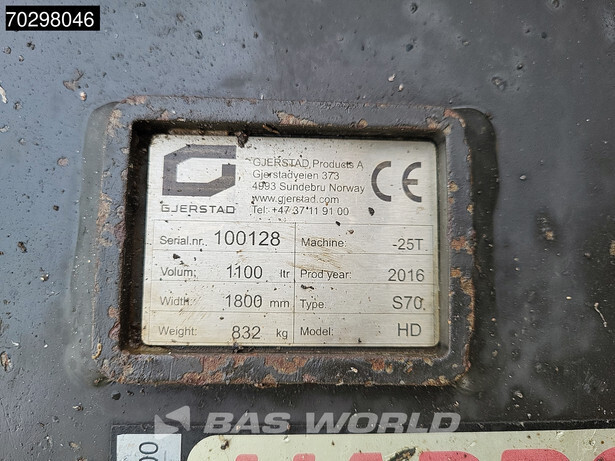 70298046
GJERSTAD Products A
Gjerstadveien 373
4993 Sundebru Norway
www.gjerstad.com
Tel: +47 37 11 91 00
GJERSTAD
CE
Serial.nr. 100128 Machine: -25T
Volum: 1100 ltr Prod year: 2016
Width: 1800 mm Type: S70
Weight: 832 kg Model: HD
BAS WORLD